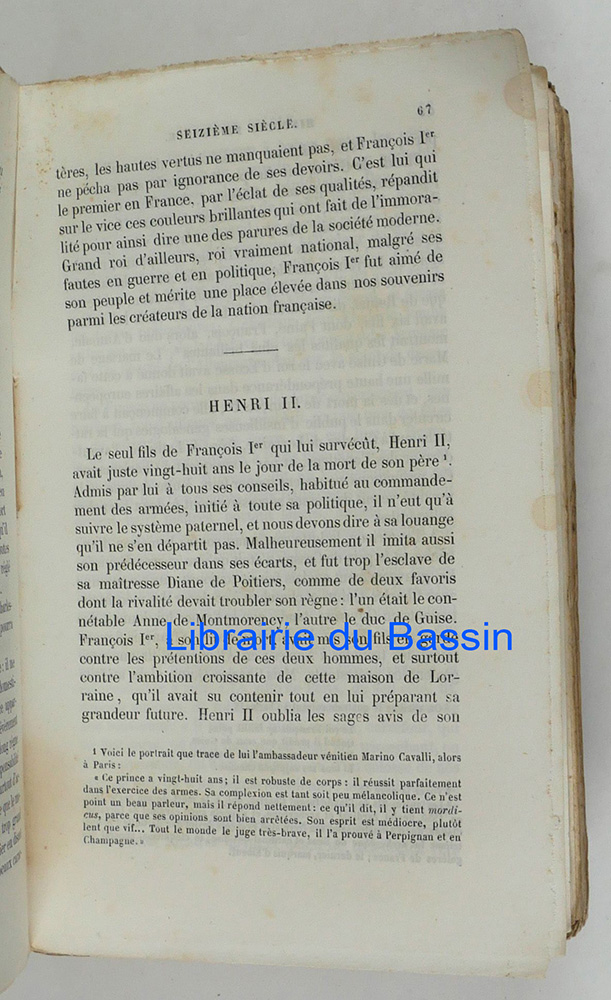 SEIZIÈME SIÈCLE. 67
tères, les hautes vertus ne manquaient pas, et François Ier
ne pécha pas par ignorance de ses devoirs. C'est lui qui
le premier en France, par l'éclat de ses qualités, répandit
sur le vice ces couleurs brillantes qui ont fait de l'immora-
lité pour ainsi dire une des parures de la société moderne.
Grand roi d'ailleurs, roi vraiment national, malgré ses
fautes en guerre et en politique, François Ier fut aimé de
son peuple et mérite une place élevée dans nos souvenirs
parmi les créateurs de la nation française.
HENRI II.
Le seul fils de François Ier qui lui survécût, Henri II,
avait juste vingt-huit ans le jour de la mort de son père 1.
Admis par lui à tous ses conseils, habitué au commande-
ment des armées, initié à toute sa politique, il n'eut qu'à
suivre le système paternel, et nous devons dire à sa louange
qu'il ne s'en départit pas. Malheureusement il imita aussi
son prédécesseur dans ses écarts, et fut trop l'esclave de
sa maîtresse Diane de Poitiers, comme de deux favoris
dont la rivalité devait troubler son règne : l'un était le con-
nétable Anne de Montmorency, l'autre le duc de Guise.
François Ier, à son lit de mort, avait mis son fils en garde
Librairie du Bassin
contre les prétentions de ces deux hommes, et surtout
contre l'ambition croissante de cette maison de Lor-
raine, qu'il avait su contenir tout en lui préparant sa
grandeur future. Henri II oublia les sages avis de son
1 Voici le portrait que trace de lui l'ambassadeur vénitien Marino Cavalli, alors
à Paris :
« Ce prince a vingt-huit ans ; il est robuste de corps : il réussit parfaitement
dans l'exercice des armes. Sa complexion est tant soit peu mélancolique. Ce n'est
point un beau parleur, mais il répond nettement : ce qu'il dit, il y tient mordi-
cus, parce que ses opinions sont bien arrêtées. Son esprit est médiocre, plutôt
lent que vif... Tout le monde le juge très-brave, il l'a prouvé à Perpignan et en
Champagne. »